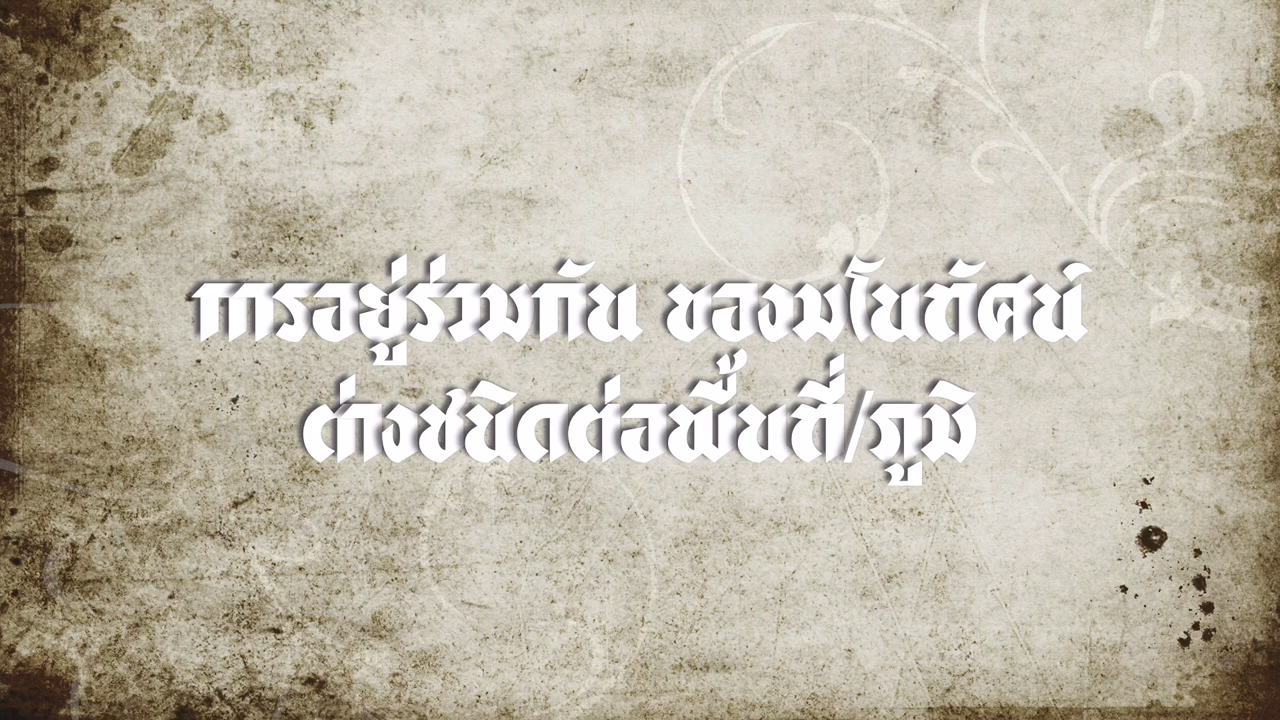 การอยู่ร่วมกัน ของมโนทัศน์
ต่างชนิดต่อพื้นที่/ภูมิ